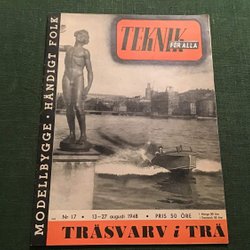 TEKNIK
FÖR ALLA
MODELLBYGGE · HÄNDIGT FOLK
Nr 17 · 13-27 augusti 1948 · PRIS 50 ÖRE
TRÄSVARV i TRÄ